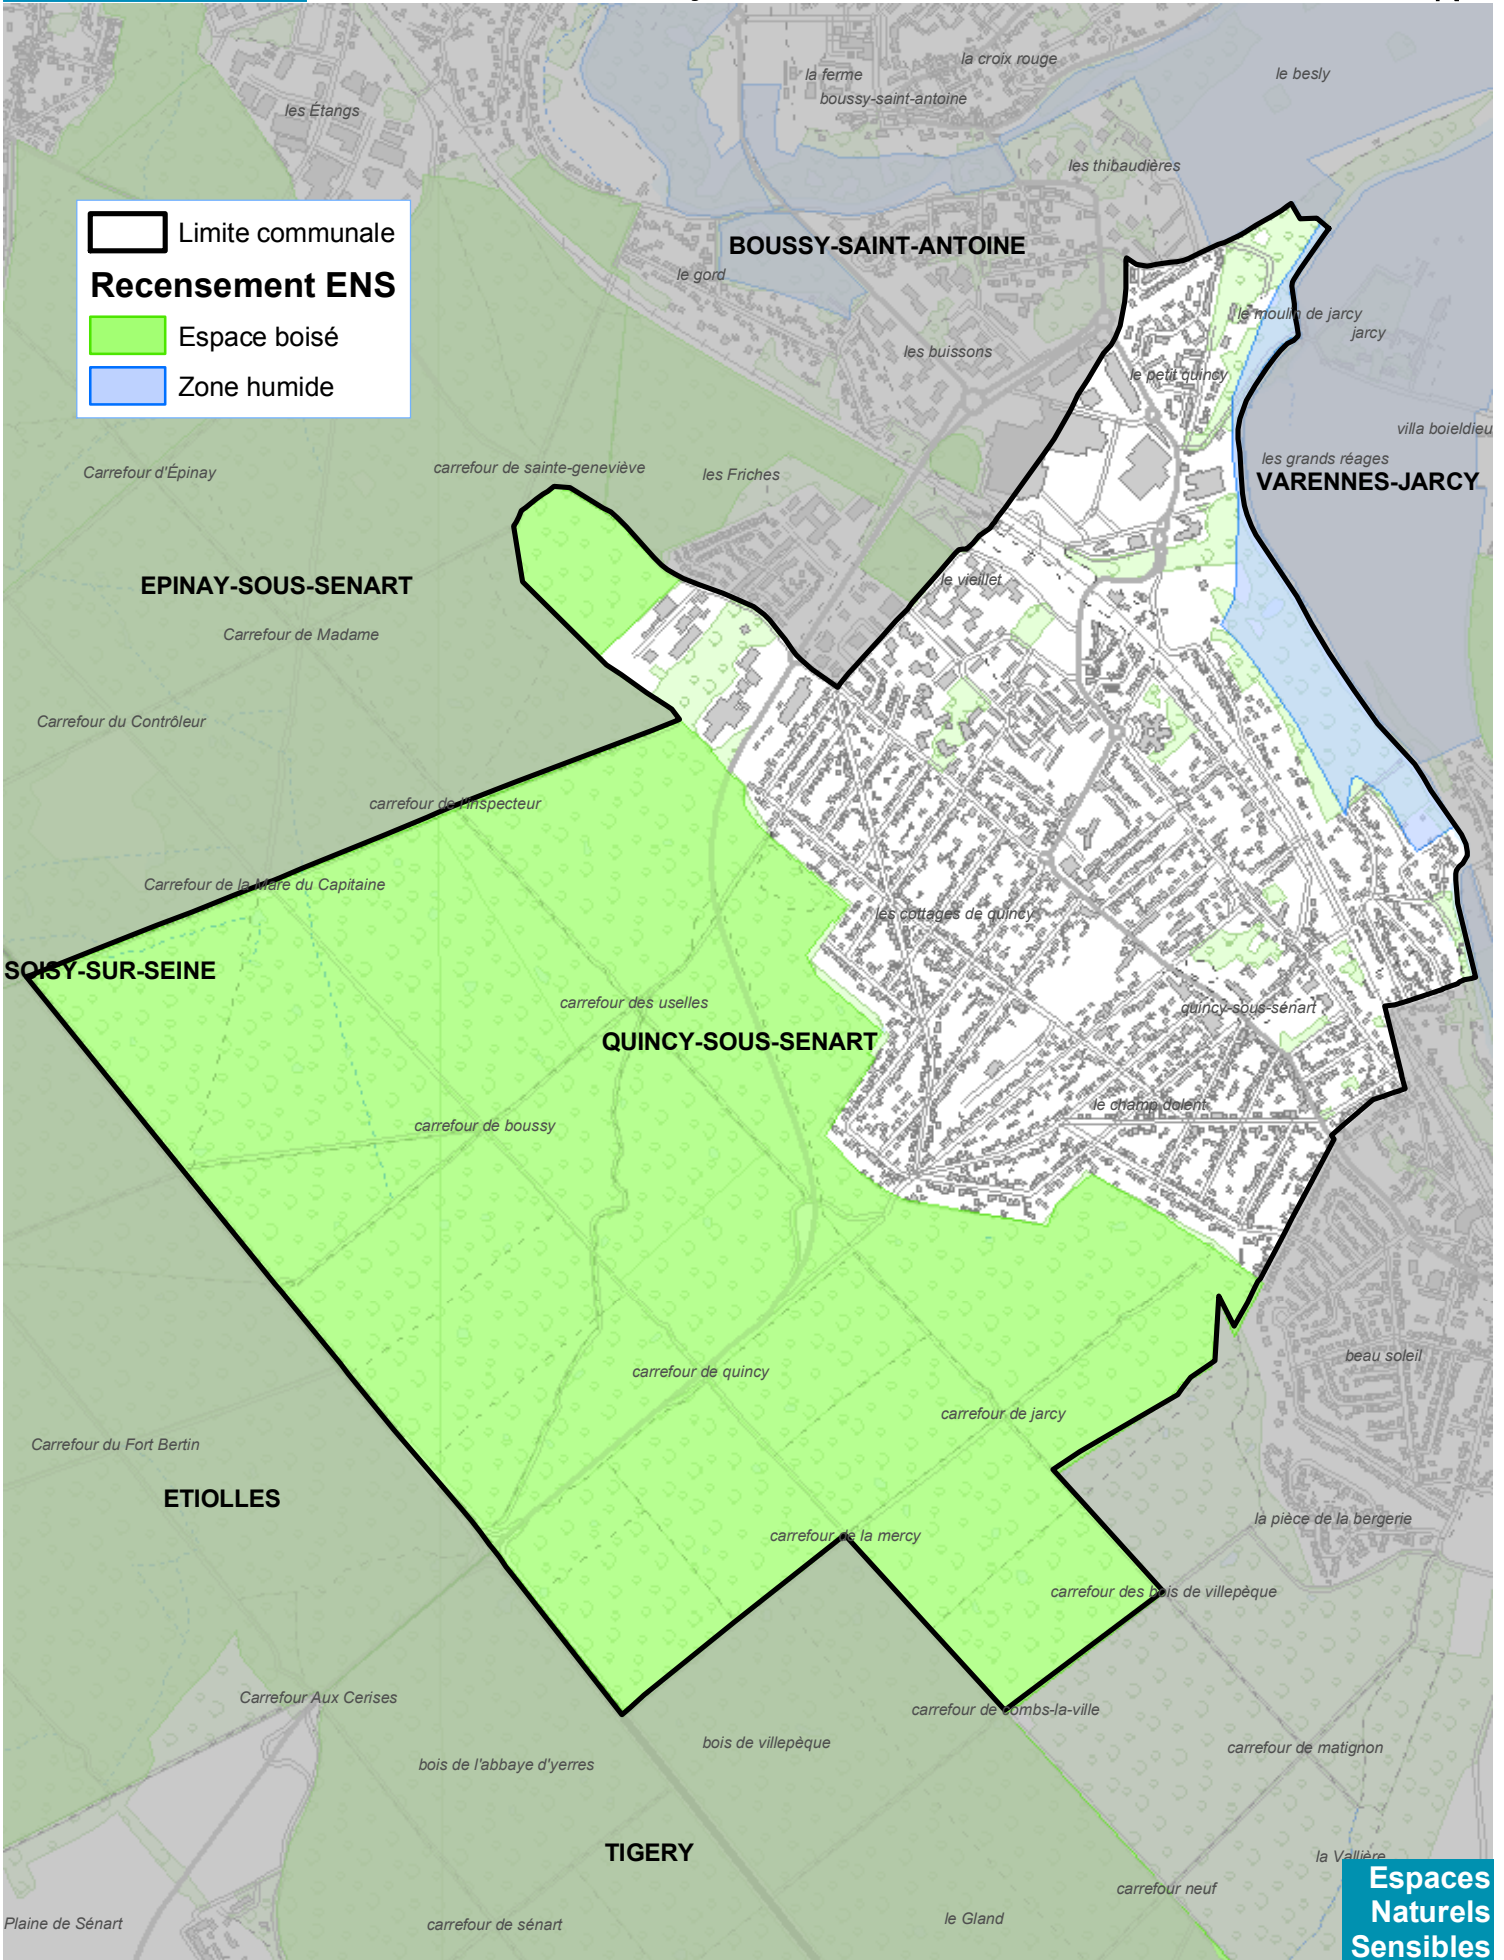 la croix rouge
la ferme
le besly
boussy-saint-antoine
les Étangs
les thibaudières
Limite communale
BOUSSY-SAINT-ANTOINE
le gord
Recensement ENS
le moulin de jarcy
jarcy
Espace boisé
les buissons
le petit quincy
Zone humide
villa boieldieu
les grands réages
Carrefour d'Épinay
carrefour de sainte-geneviève
les Friches
VARENNES-JARCY
EPINAY-SOUS-SENART
le vieillet
Carrefour de Madame
Carrefour du Contrôleur
carrefour de l'inspecteur
Carrefour de la Mare du Capitaine
les cottages de quincy
SOISY-SUR-SEINE
carrefour des uselles
quincy-sous-sénart
QUINCY-SOUS-SENART
le champ dolent
carrefour de boussy
beau soleil
carrefour de quincy
carrefour de jarcy
Carrefour du Fort Bertin
ETIOLLES
la pièce de la bergerie
carrefour de la mercy
carrefour des bois de villepèque
Carrefour Aux Cerises
carrefour de combs-la-ville
bois de villepèque
carrefour de matignon
bois de l'abbaye d'yerres
TIGERY
la Vallière
Espaces
carrefour neuf
Naturels
le Gland
Plaine de Sénart
carrefour de sénart
Sensibles